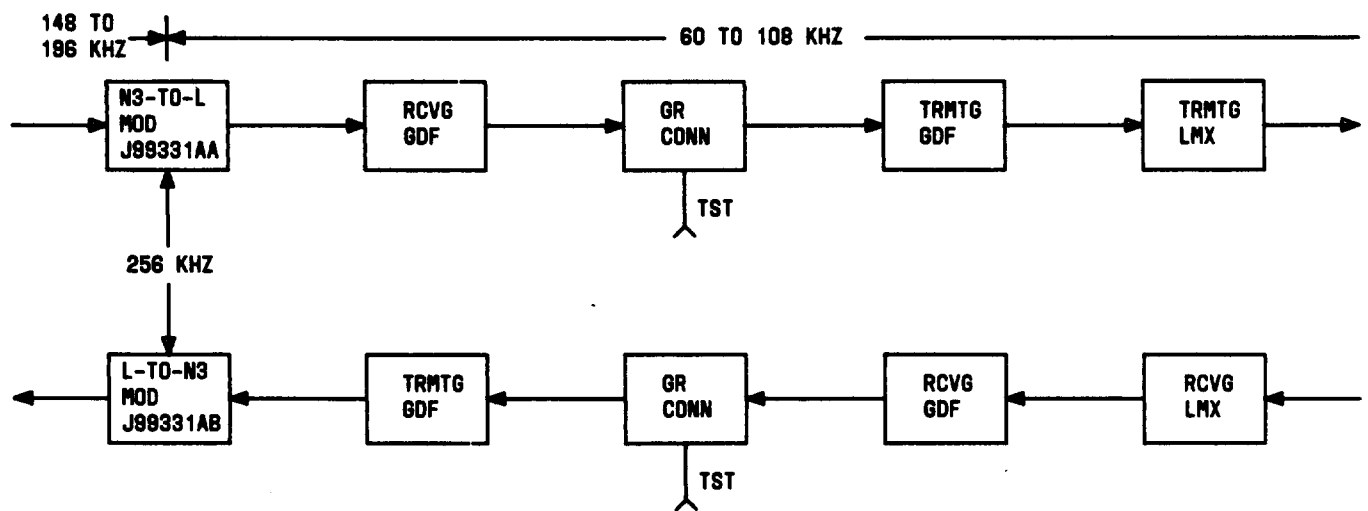 148 TO
196 KHZ
60 TO 108 KHZ
N3-TO-L
MOD
J99331AA
RCVG
GDF
GR
CONN
TRMTG
GDF
TRMTG
LMX
TST
256 KHZ
L-TO-N3
MOD
J99331AB
TRMTG
GDF
GR
CONN
RCVG
GDF
RCVG
LMX
TST